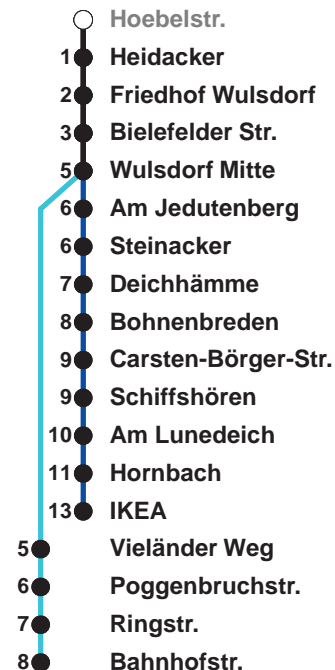 Hoebelstr.
1 Heidacker
2 Friedhof Wulsdorf
3 Bielefelder Str.
5 Wulsdorf Mitte
6 Am Jedutenberg
6 Steinacker
7 Deichhämme
8 Bohnenbreden
9 Carsten-Börger-Str.
9 Schiffshören
10 Am Lunedeich
11 Hornbach
13 IKEA
5 Vieländer Weg
6 Poggenbruchstr.
7 Ringstr.
8 Bahnhofstr.